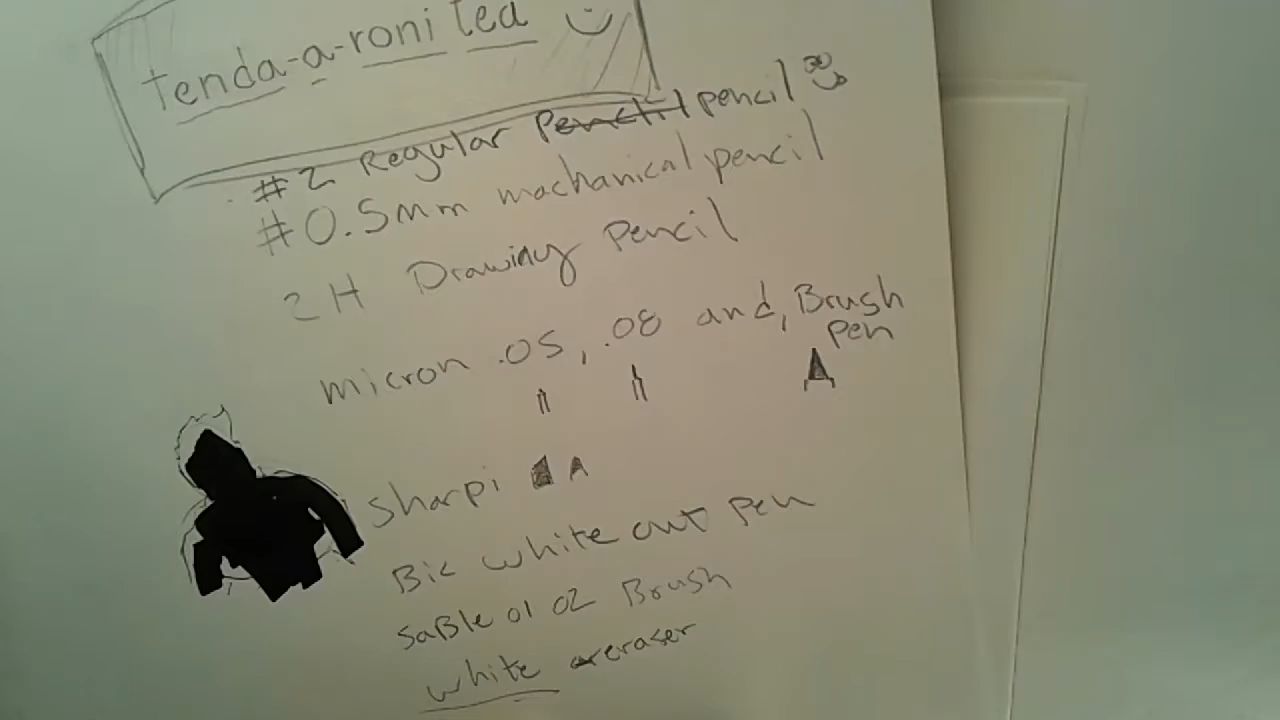 tenda-a-roni tea
#2 Regular Pencil pencil
#0.5mm machanical pencil
2H Drawing Pencil
micron .05, .08 and, Brush
Pen
sharpi
Bic white out Pen
SaBle 01 02 Brush
white eraser